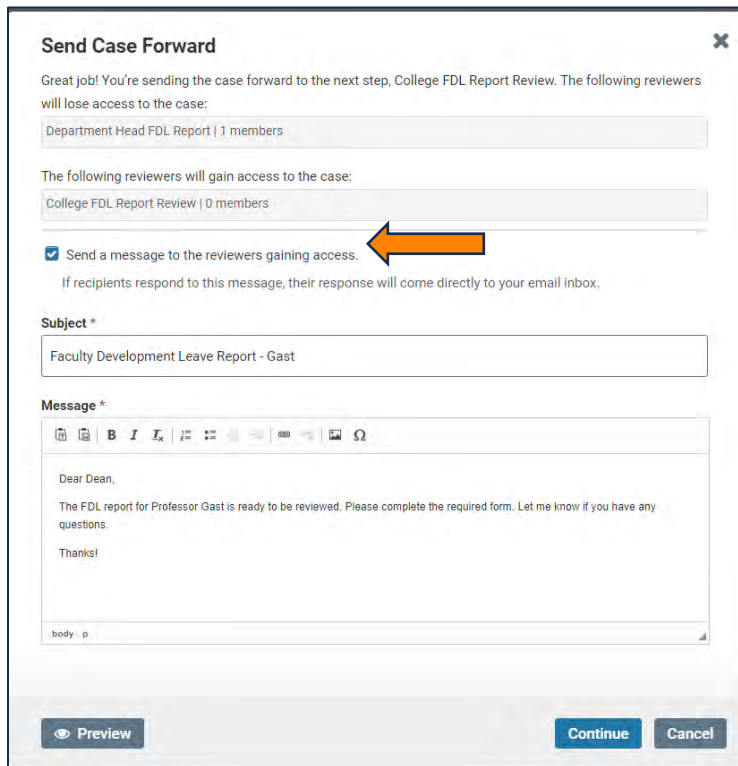 Send Case Forward
Great job! You're sending the case forward to the next step, College FDL Report Review. The following reviewers
will lose access to the case:
Department Head FDL Report | 1 members
The following reviewers will gain access to the case:
College FDL Report Review | 0 members
Send a message to the reviewers gaining access.
If recipients respond to this message, their response will come directly to your email inbox.
Subject *
Faculty Development Leave Report - Gast
Message *
B I Tx Ω
Dear Dean,
The FDL report for Professor Gast is ready to be reviewed. Please complete the required form. Let me know if you have any
questions.
Thanks!
body p
Preview
Continue
Cancel